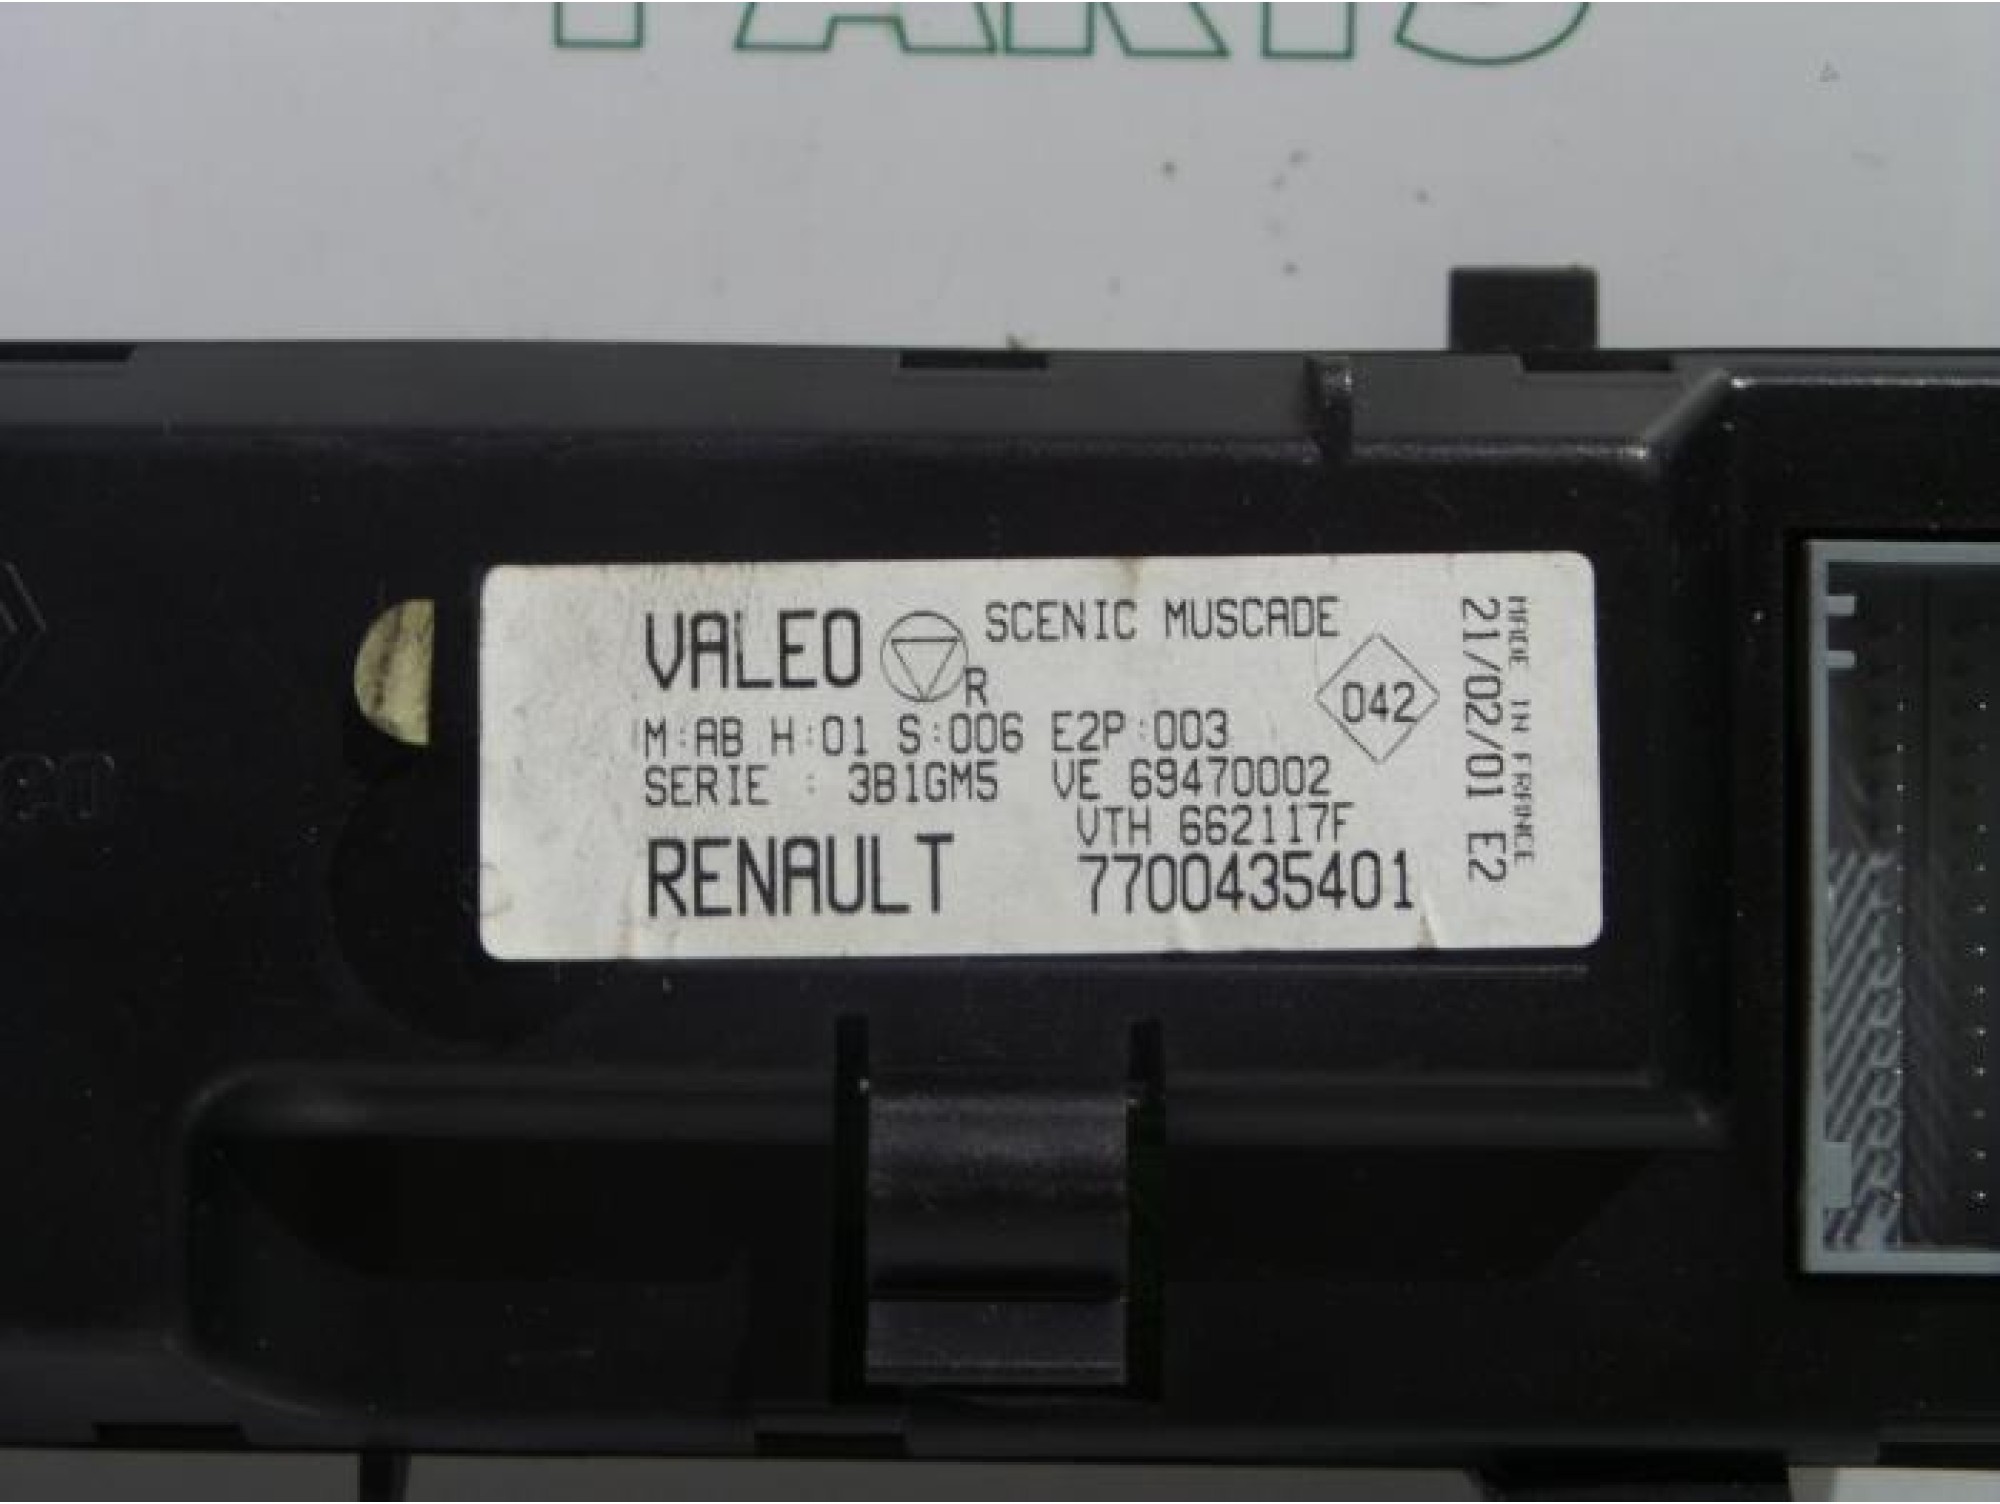 PARTS
VALEO R SCENIC MUSCADE
042
M:AB H:01 S:006 E2P:003
SERIE : 3B1GM5 VE 69470002
VTH 662117F
RENAULT 7700435401
MADE IN FRANCE
21/02/01 E2